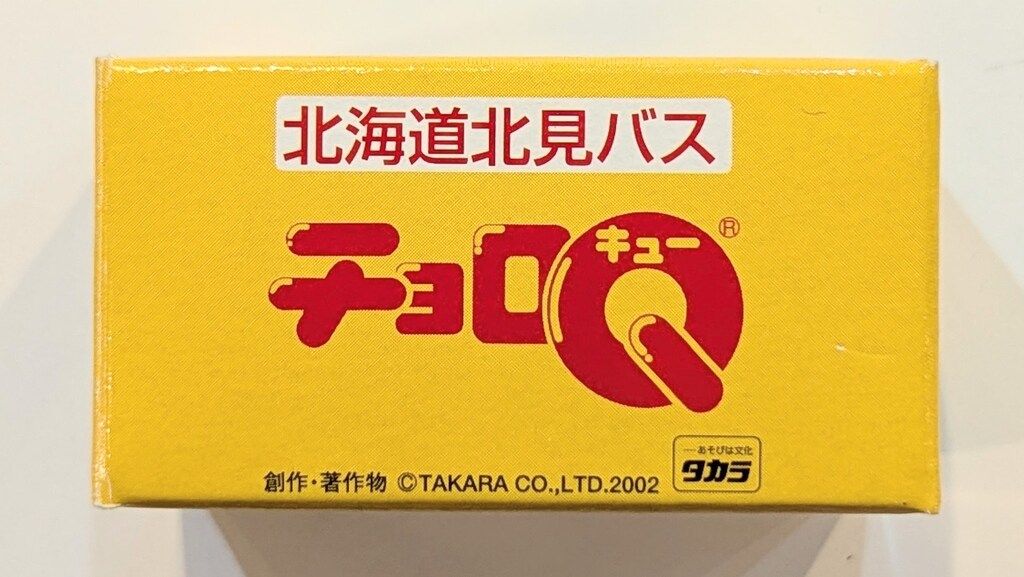 北海道北見バス
チョロQ ®
キュー
創作・著作物 ©TAKARA CO.,LTD.2002
あそびは文化
タカラ